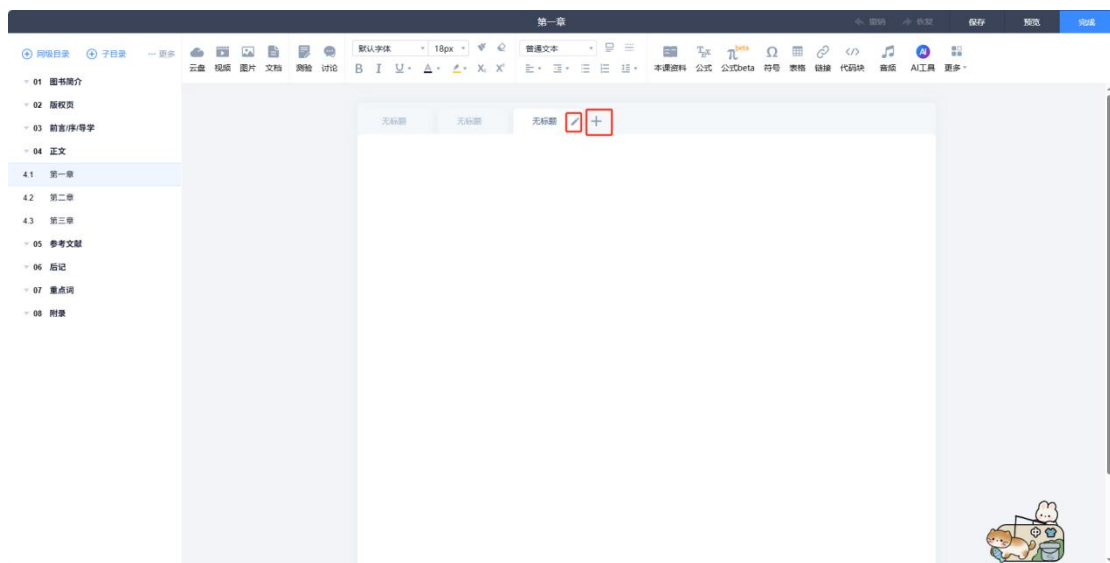 第一章
撤销 恢复 保存 预览 完成
同级目录 子目录 ··· 更多
云盘 视频 图片 文档 测验 讨论
默认字体 18px 普通文本
B I U A X₂ X²
本课资料 公式 公式beta 符号 表格 链接 代码块 音频 AI工具 更多
01 图书简介
02 版权页
03 前言/序/导学
04 正文
4.1 第一章
4.2 第二章
4.3 第三章
05 参考文献
06 后记
07 重点词
08 附录
无标题 无标题 无标题